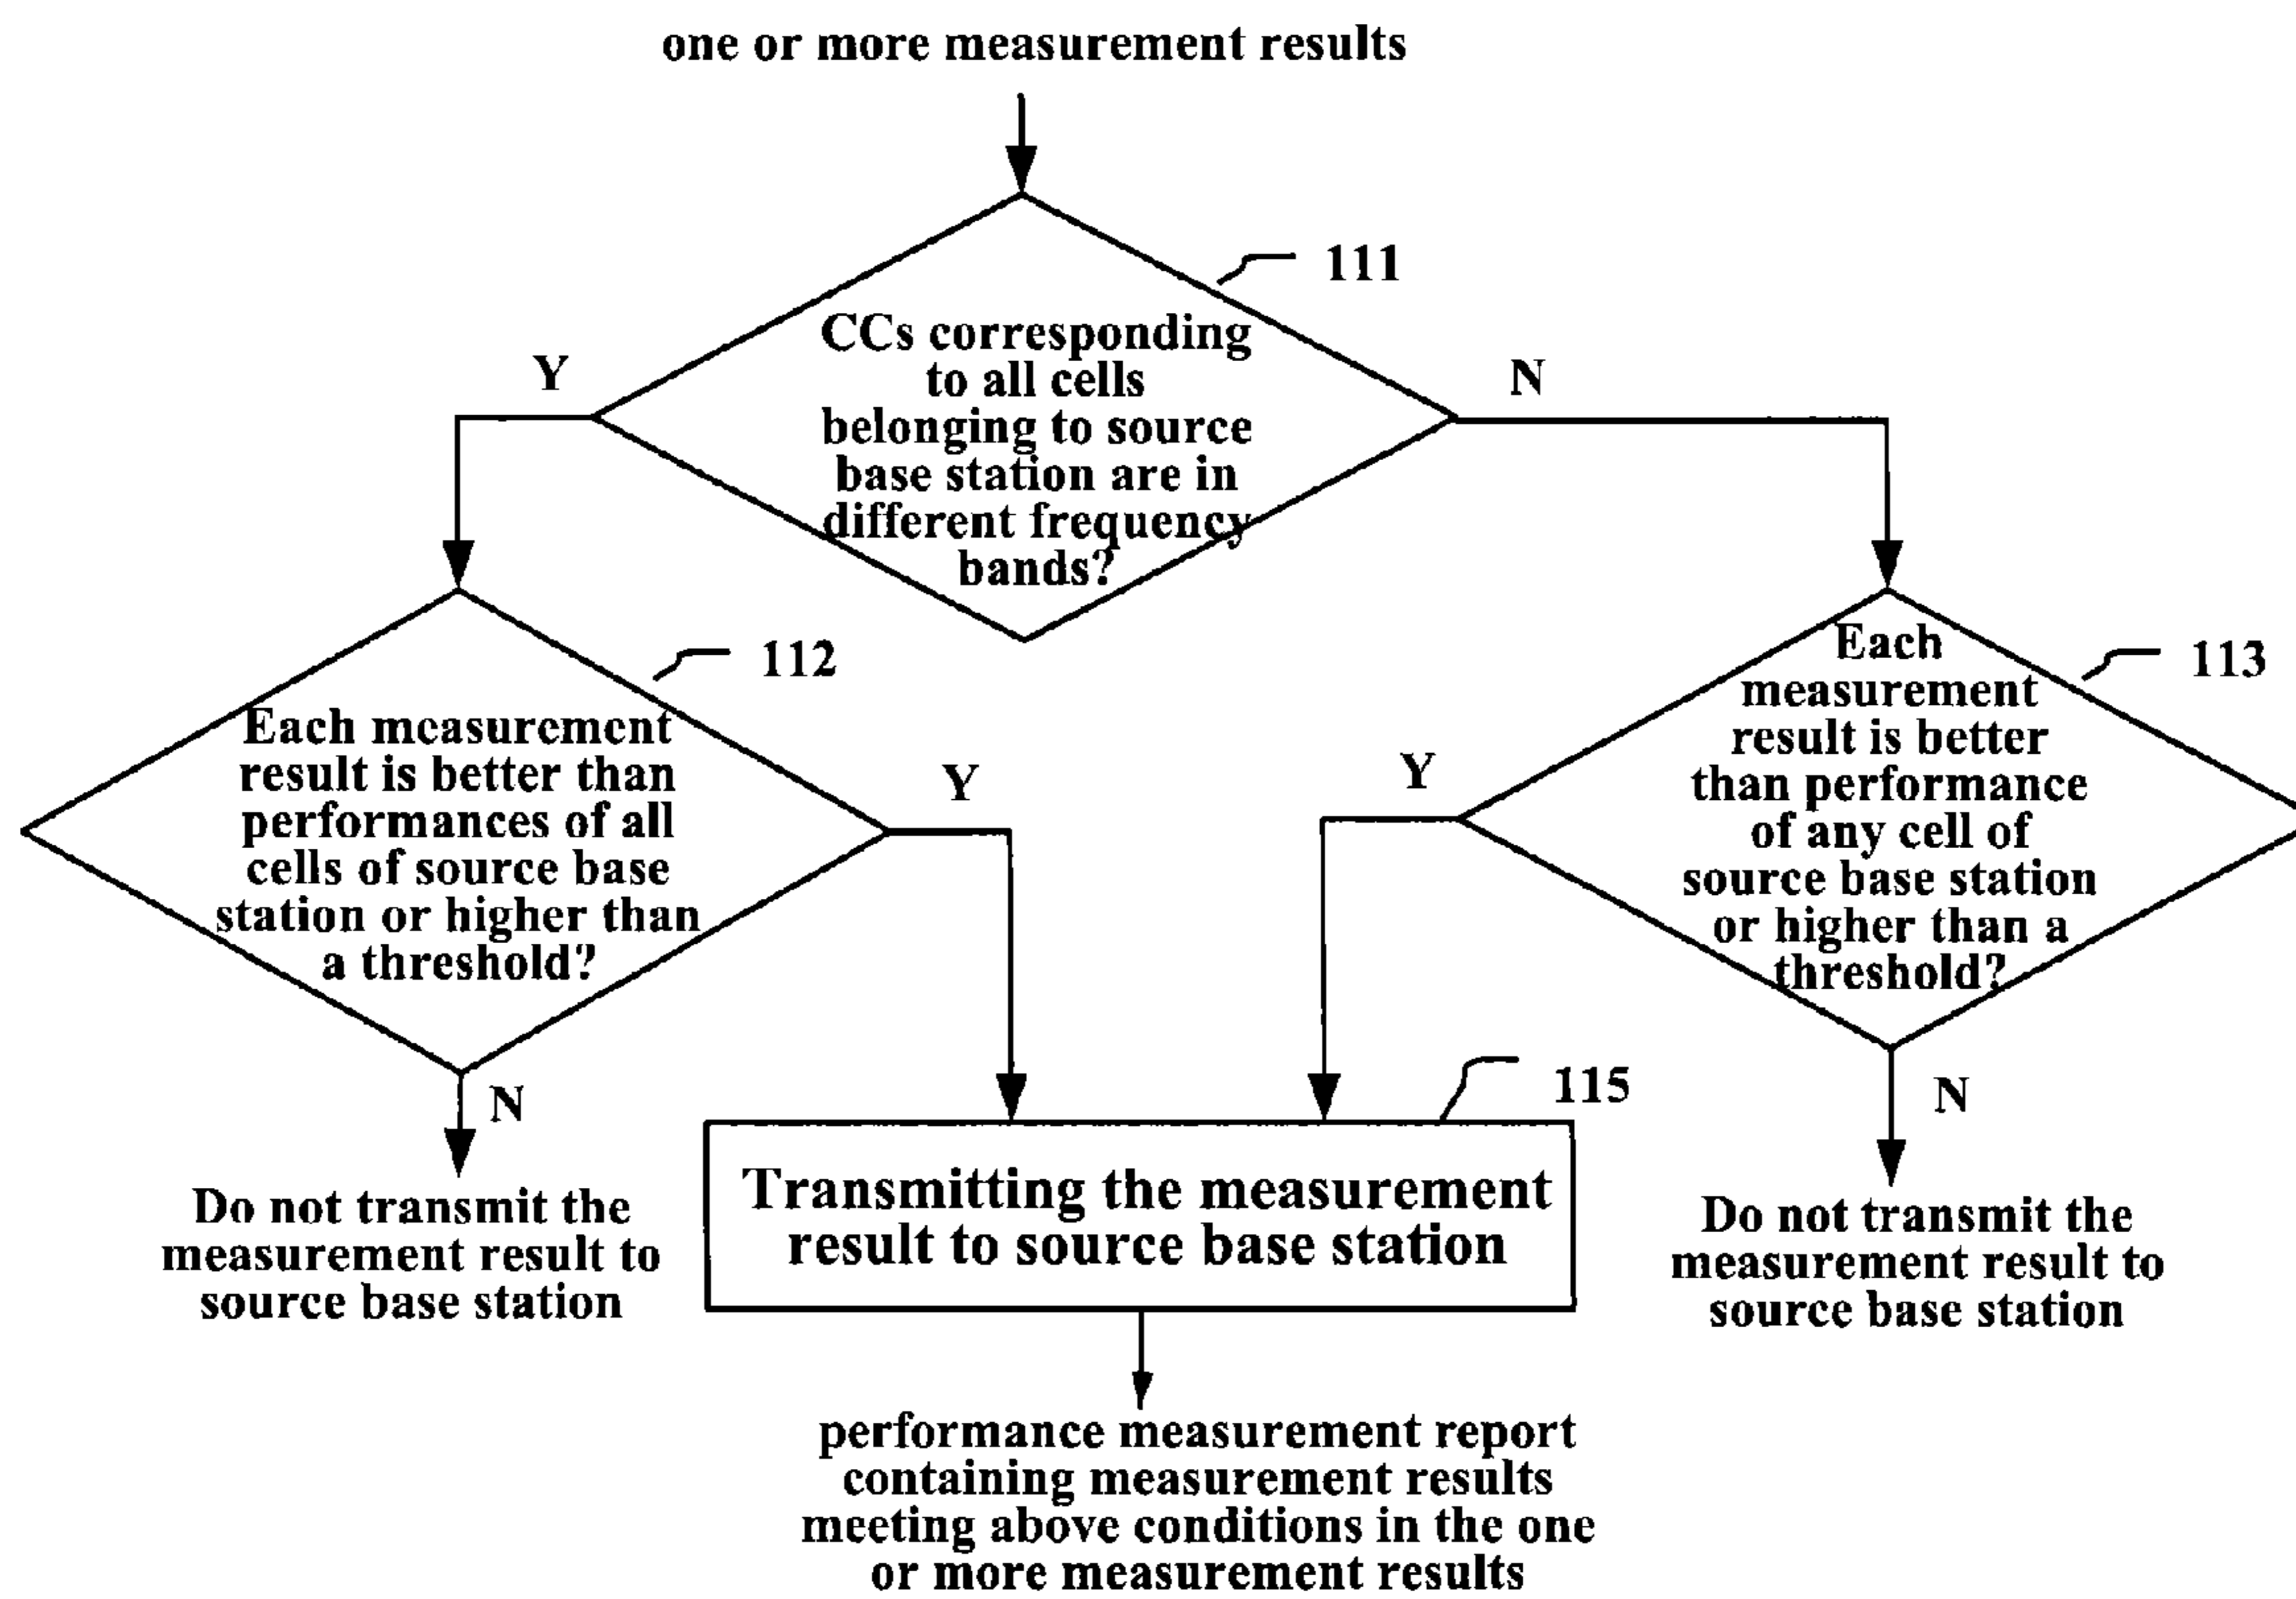 one or more measurement results
111
CCs corresponding
to all cells
belonging to source
base station are in
different frequency
bands?
Y
N
112
Each measurement
result is better than
performances of all
cells of source base
station or higher than
a threshold?
Y
N
113
Each
measurement
result is better
than performance
of any cell of
source base station
or higher than a
threshold?
Y
N
Do not transmit the
measurement result to
source base station
115
Transmitting the measurement
result to source base station
Do not transmit the
measurement result to
source base station
performance measurement report
containing measurement results
meeting above conditions in the one
or more measurement results